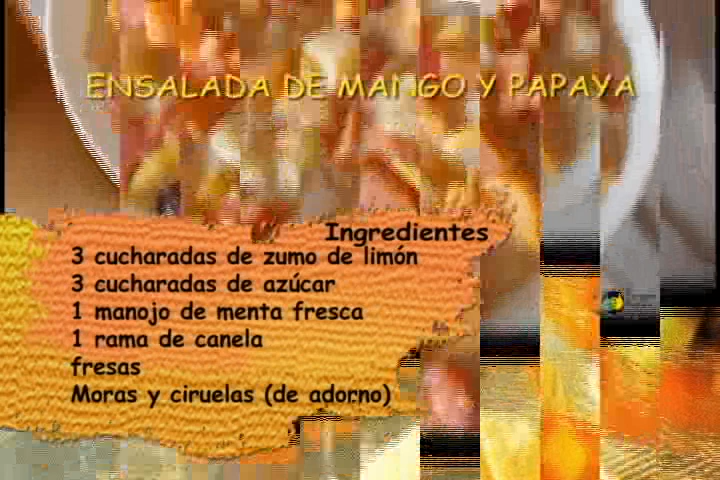 ENSALADA DE MANGO Y PAPAYA
Ingredientes
3 cucharadas de zumo de limón
3 cucharadas de azúcar
1 manojo de menta fresca
1 rama de canela
fresas
Moras y ciruelas (de adorno)